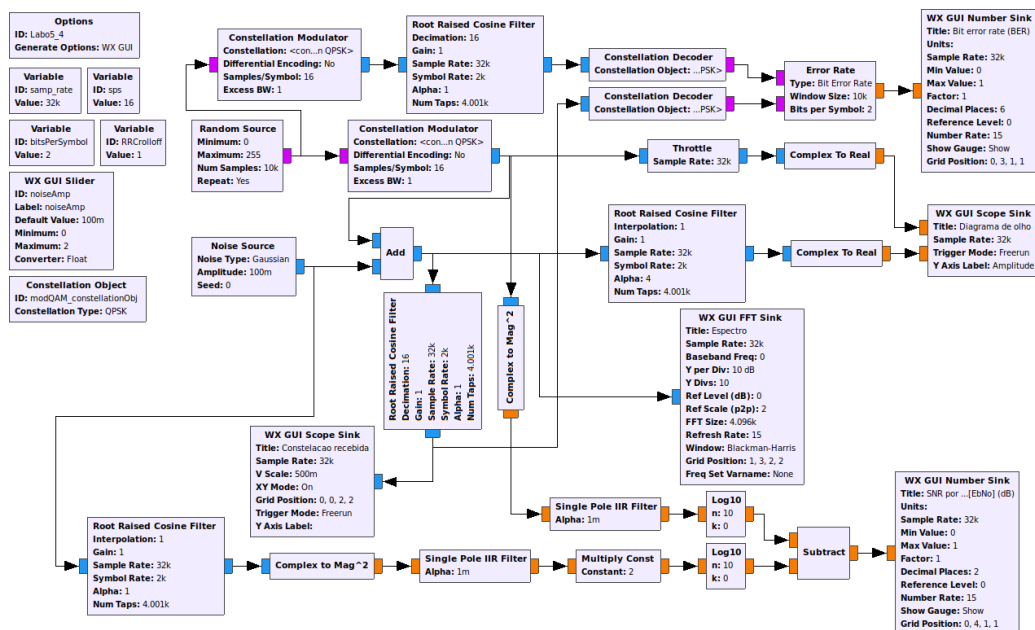 Options
ID: Labo5_4
Generate Options: WX GUI
Variable
ID: samp_rate
Value: 32k
Variable
ID: sps
Value: 16
Variable
ID: bitsPerSymbol
Value: 2
Variable
ID: RRCrolloff
Value: 1
WX GUI Slider
ID: noiseAmp
Label: noiseAmp
Default Value: 100m
Minimum: 0
Maximum: 2
Converter: Float
Constellation Object
ID: modQAM_constellationObj
Constellation Type: QPSK
Constellation Modulator
Constellation: <con...n QPSK>
Differential Encoding: No
Samples/Symbol: 16
Excess BW: 1
Root Raised Cosine Filter
Decimation: 16
Gain: 1
Sample Rate: 32k
Symbol Rate: 2k
Alpha: 1
Num Taps: 4.001k
Constellation Decoder
Constellation Object: ...PSK>
Constellation Decoder
Constellation Object: ...PSK>
Error Rate
Type: Bit Error Rate
Window Size: 10k
Bits per Symbol: 2
WX GUI Number Sink
Title: Bit error rate (BER)
Units:
Sample Rate: 32k
Min Value: 0
Max Value: 1
Factor: 1
Decimal Places: 6
Reference Level: 0
Number Rate: 15
Show Gauge: Show
Grid Position: 0, 3, 1, 1
Random Source
Minimum: 0
Maximum: 255
Num Samples: 10k
Repeat: Yes
Constellation Modulator
Constellation: <con...n QPSK>
Differential Encoding: No
Samples/Symbol: 16
Excess BW: 1
Throttle
Sample Rate: 32k
Complex To Real
Noise Source
Noise Type: Gaussian
Amplitude: 100m
Seed: 0
Add
Root Raised Cosine Filter
Interpolation: 1
Gain: 1
Sample Rate: 32k
Symbol Rate: 2k
Alpha: 4
Num Taps: 4.001k
Complex To Real
WX GUI Scope Sink
Title: Diagrama de olho
Sample Rate: 32k
Trigger Mode: Freerun
Y Axis Label: Amplitude
Root Raised Cosine Filter
Decimation: 16
Gain: 1
Sample Rate: 32k
Symbol Rate: 2k
Alpha: 1
Num Taps: 4.001k
Complex to Mag^2
WX GUI FFT Sink
Title: Espectro
Sample Rate: 32k
Baseband Freq: 0
Y per Div: 10 dB
Y Divs: 10
Ref Level (dB): 0
Ref Scale (p2p): 2
FFT Size: 4.096k
Refresh Rate: 15
Window: Blackman-Harris
Grid Position: 1, 3, 2, 2
Freq Set Varname: None
WX GUI Scope Sink
Title: Constelacao recebida
Sample Rate: 32k
V Scale: 500m
XY Mode: On
Grid Position: 0, 0, 2, 2
Trigger Mode: Freerun
Y Axis Label:
Single Pole IIR Filter
Alpha: 1m
Log10
n: 10
k: 0
Root Raised Cosine Filter
Interpolation: 1
Gain: 1
Sample Rate: 32k
Symbol Rate: 2k
Alpha: 1
Num Taps: 4.001k
Complex to Mag^2
Single Pole IIR Filter
Alpha: 1m
Multiply Const
Constant: 2
Log10
n: 10
k: 0
Subtract
WX GUI Number Sink
Title: SNR por ...[EbNo] (dB)
Units:
Sample Rate: 32k
Min Value: 0
Max Value: 1
Factor: 1
Decimal Places: 2
Reference Level: 0
Number Rate: 15
Show Gauge: Show
Grid Position: 0, 4, 1, 1